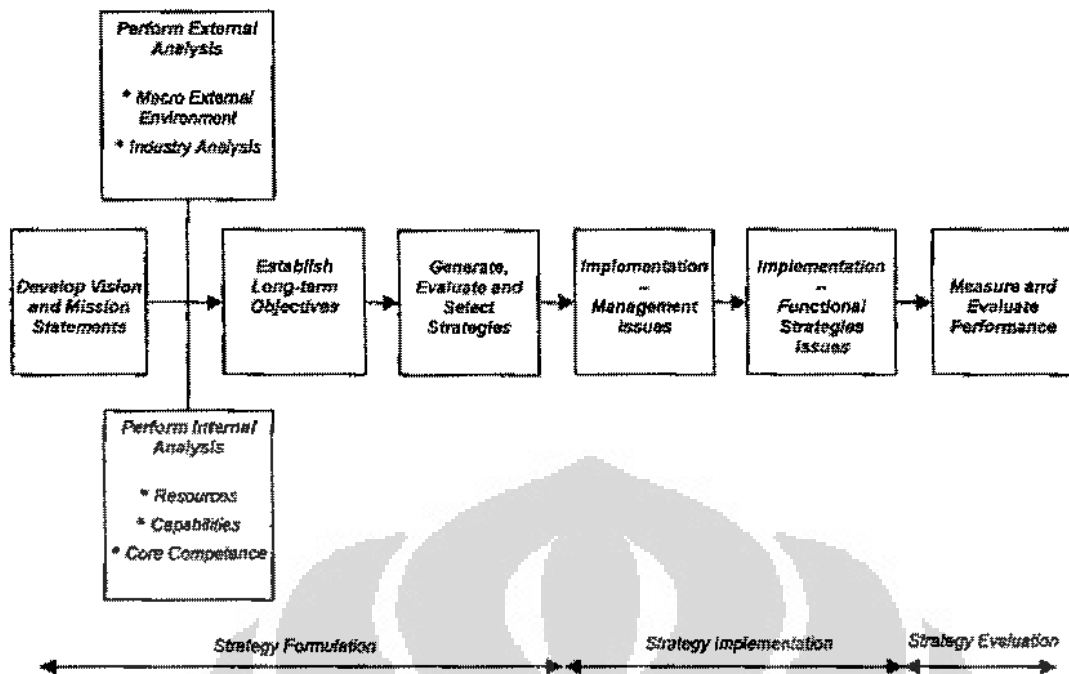 Perform External
Analysis
* Macro External
Environment
* Industry Analysis
Develop Vision
and Mission
Statements
Establish
Long-term
Objectives
Generate,
Evaluate and
Select
Strategies
Implementation
--
Management
Issues
Implementation
--
Functional
Strategies
Issues
Measure and
Evaluate
Performance
Perform Internal
Analysis
* Resources
* Capabilities
* Core Competance
Strategy Formulation
Strategy Implementation
Strategy Evaluation